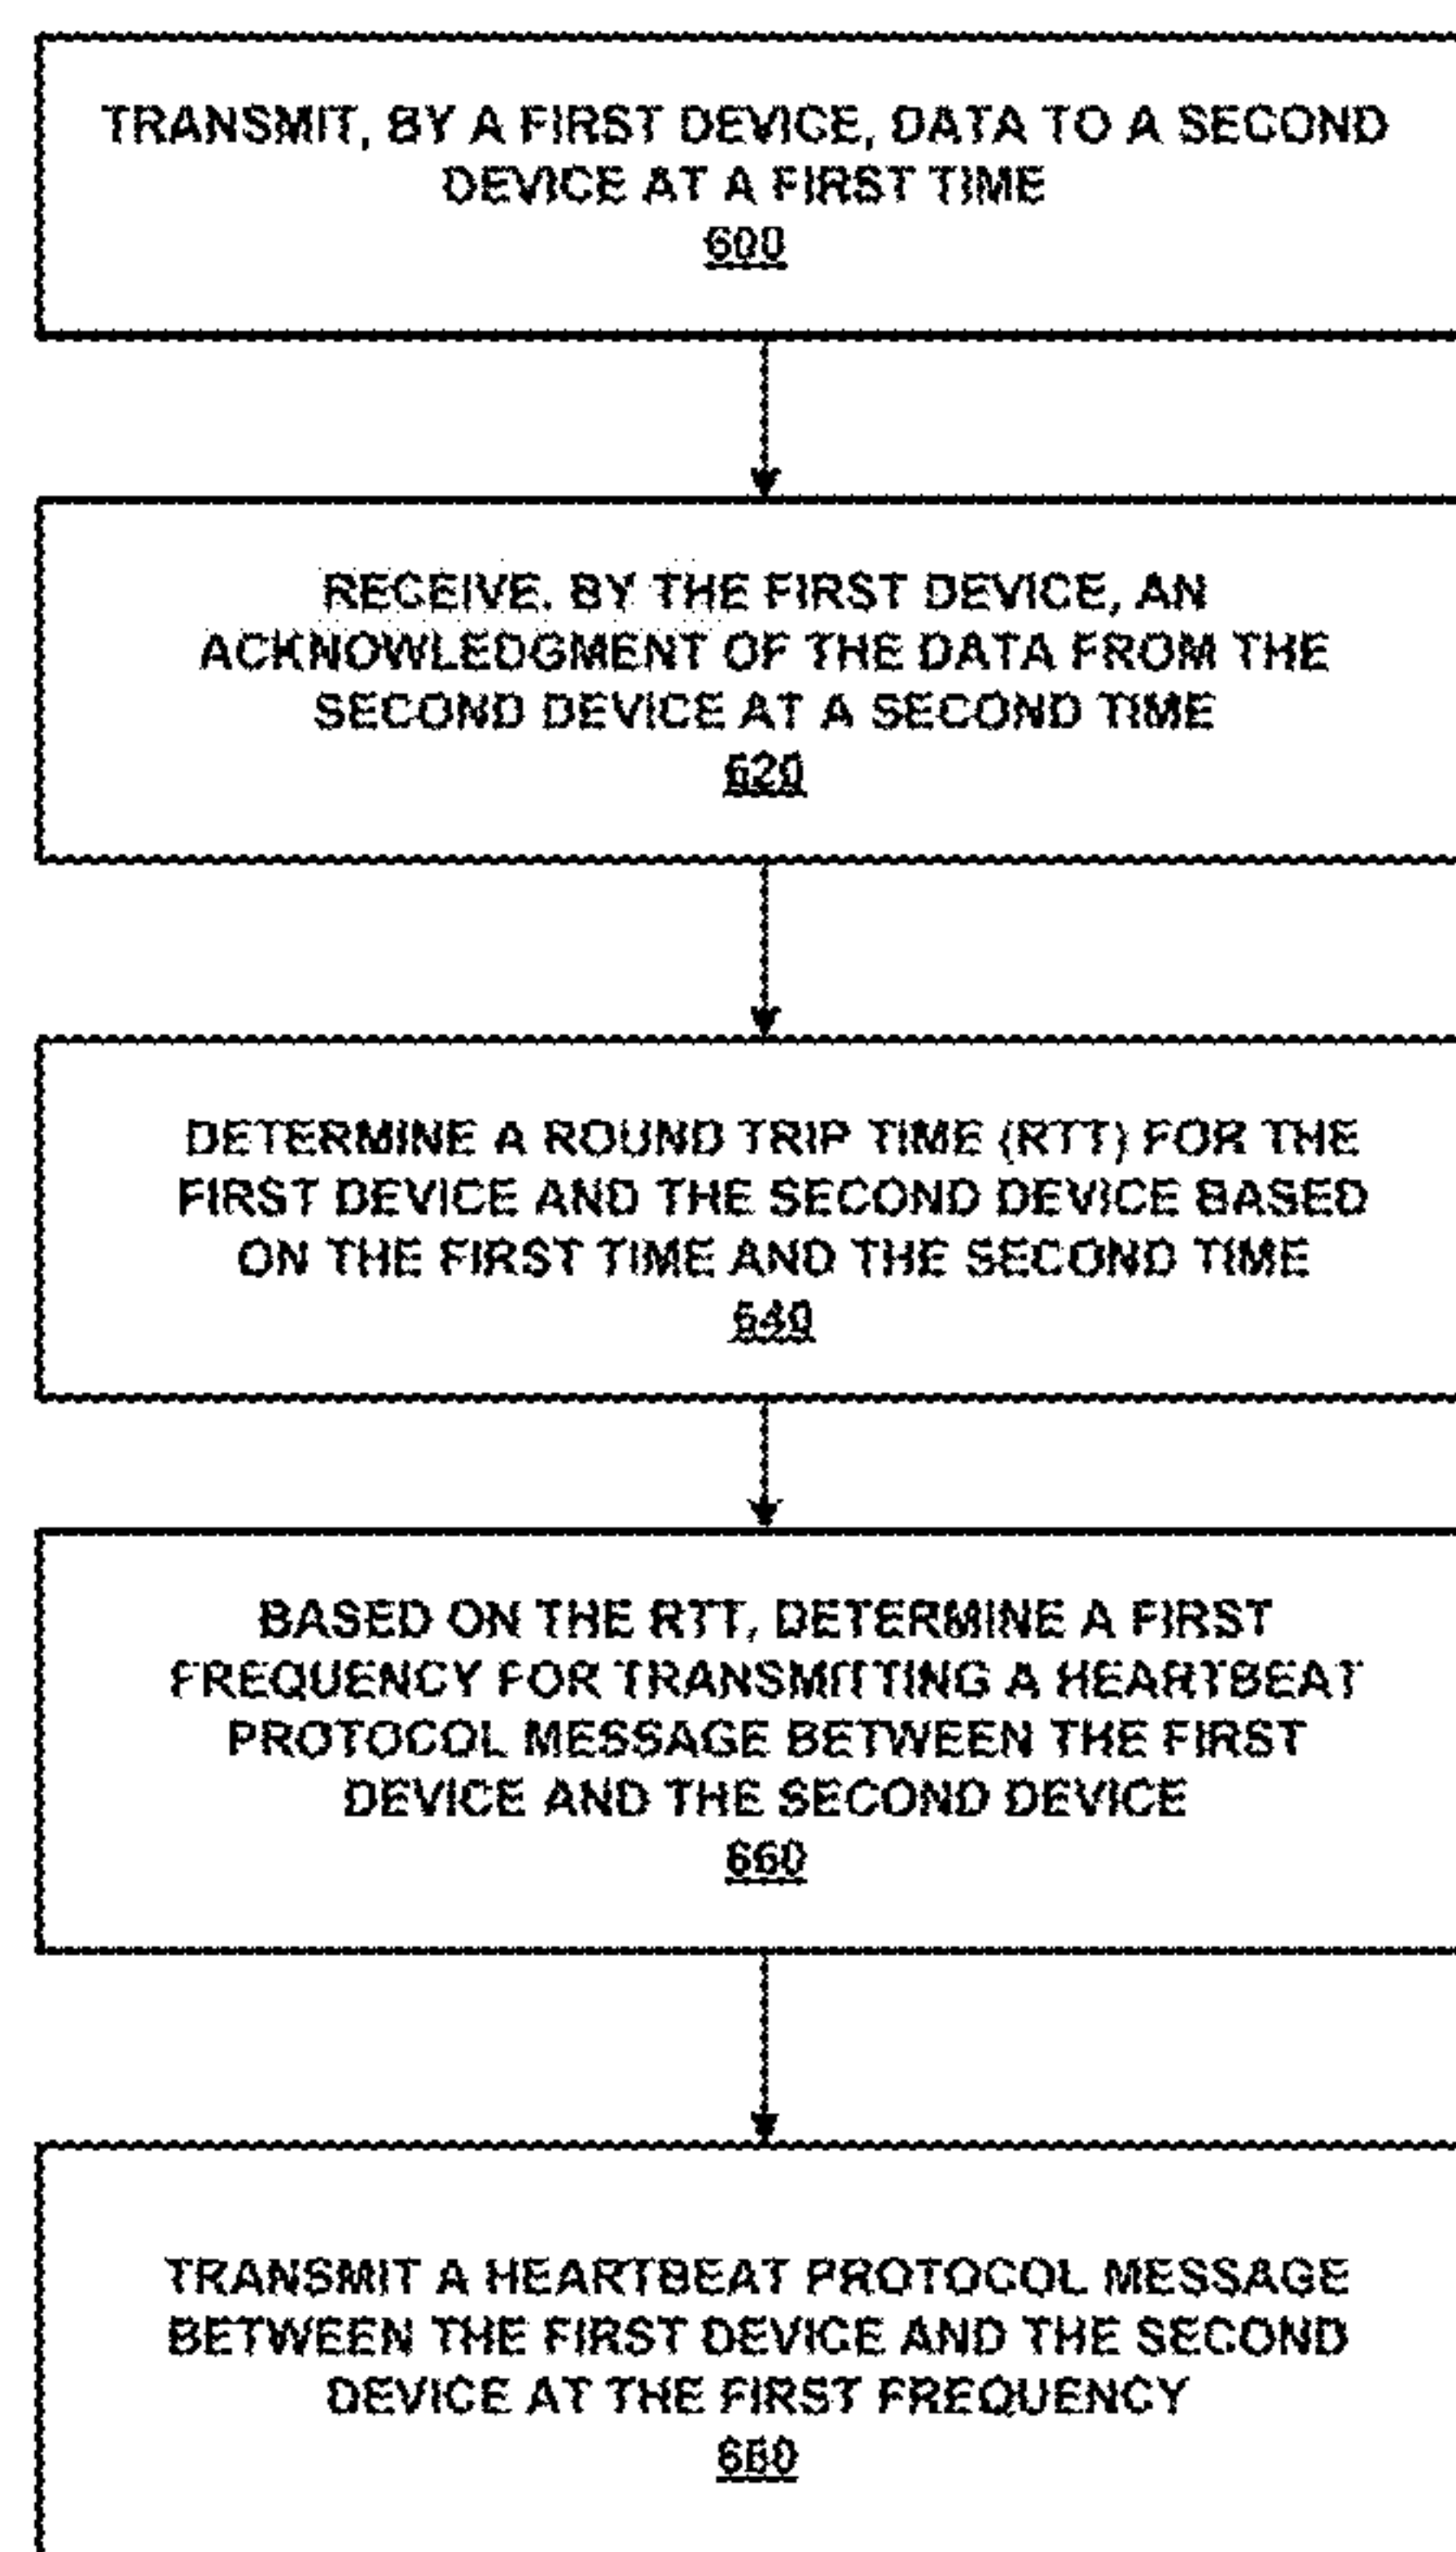 TRANSMIT, BY A FIRST DEVICE, DATA TO A SECOND
DEVICE AT A FIRST TIME
600
RECEIVE, BY THE FIRST DEVICE, AN
ACKNOWLEDGMENT OF THE DATA FROM THE
SECOND DEVICE AT A SECOND TIME
620
DETERMINE A ROUND TRIP TIME (RTT) FOR THE
FIRST DEVICE AND THE SECOND DEVICE BASED
ON THE FIRST TIME AND THE SECOND TIME
640
BASED ON THE RTT, DETERMINE A FIRST
FREQUENCY FOR TRANSMITTING A HEARTBEAT
PROTOCOL MESSAGE BETWEEN THE FIRST
DEVICE AND THE SECOND DEVICE
660
TRANSMIT A HEARTBEAT PROTOCOL MESSAGE
BETWEEN THE FIRST DEVICE AND THE SECOND
DEVICE AT THE FIRST FREQUENCY
680